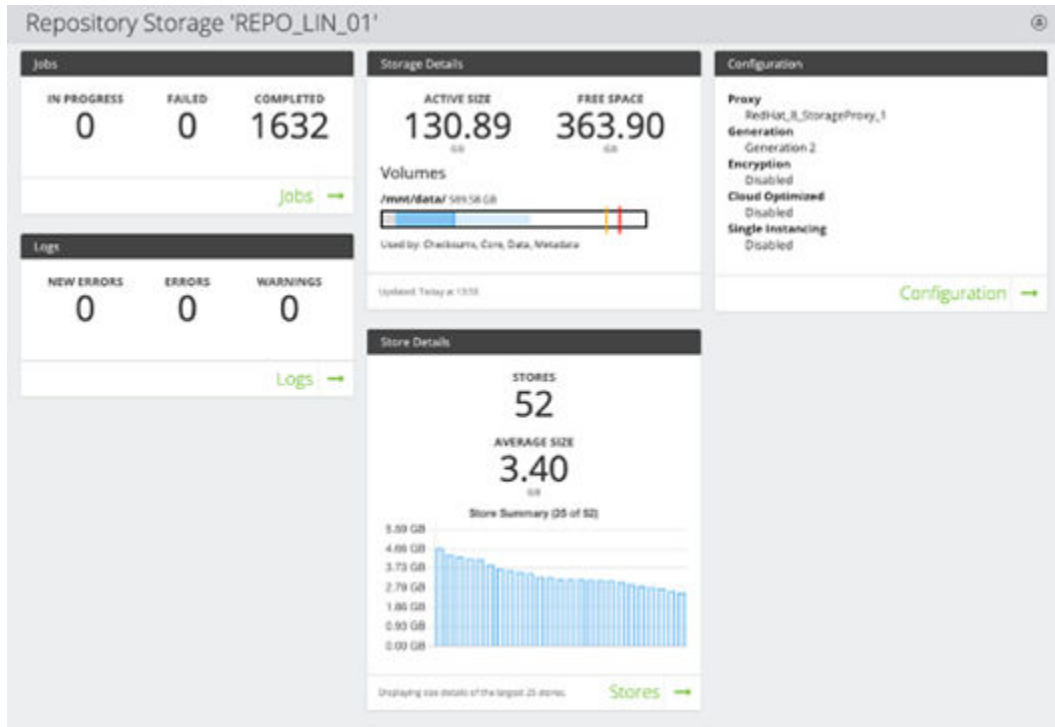 Repository Storage 'REPO_LIN_01'
Jobs
IN PROGRESS FAILED COMPLETED
0 0 1632
Jobs →
Logs
NEW ERRORS ERRORS WARNINGS
0 0 0
Logs →
Storage Details
ACTIVE SIZE FREE SPACE
130.89 363.90
GB GB
Volumes
/mnt/data/ 589.58 GB
Used by: Checksums, Core, Data, Metadata
Updated: Today at
Store Details
STORES
52
AVERAGE SIZE
3.40
GB
Store Summary (25 of 52)
5.59 GB
4.66 GB
3.73 GB
2.79 GB
1.86 GB
0.93 GB
0.00 GB
Displaying size details of the largest 25 stores.
Stores →
Configuration
Proxy
RedHat_8_StorageProxy_1
Generation
Generation 2
Encryption
Disabled
Cloud Optimized
Disabled
Single Instancing
Disabled
Configuration →